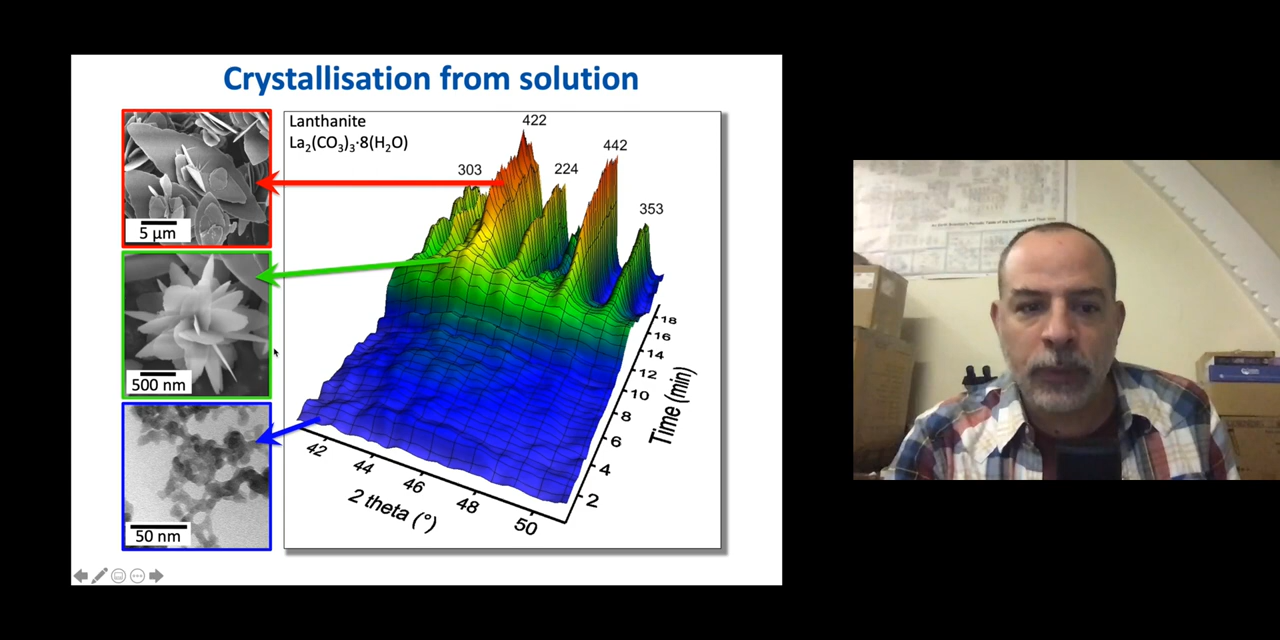 Crystallisation from solution
Lanthanite
La₂(CO₃)₃·8(H₂O)
5 µm
500 nm
50 nm
303
422
224
442
353
42
44
46
48
50
2 theta (°)
2
4
6
8
10
12
14
16
18
Time (min)